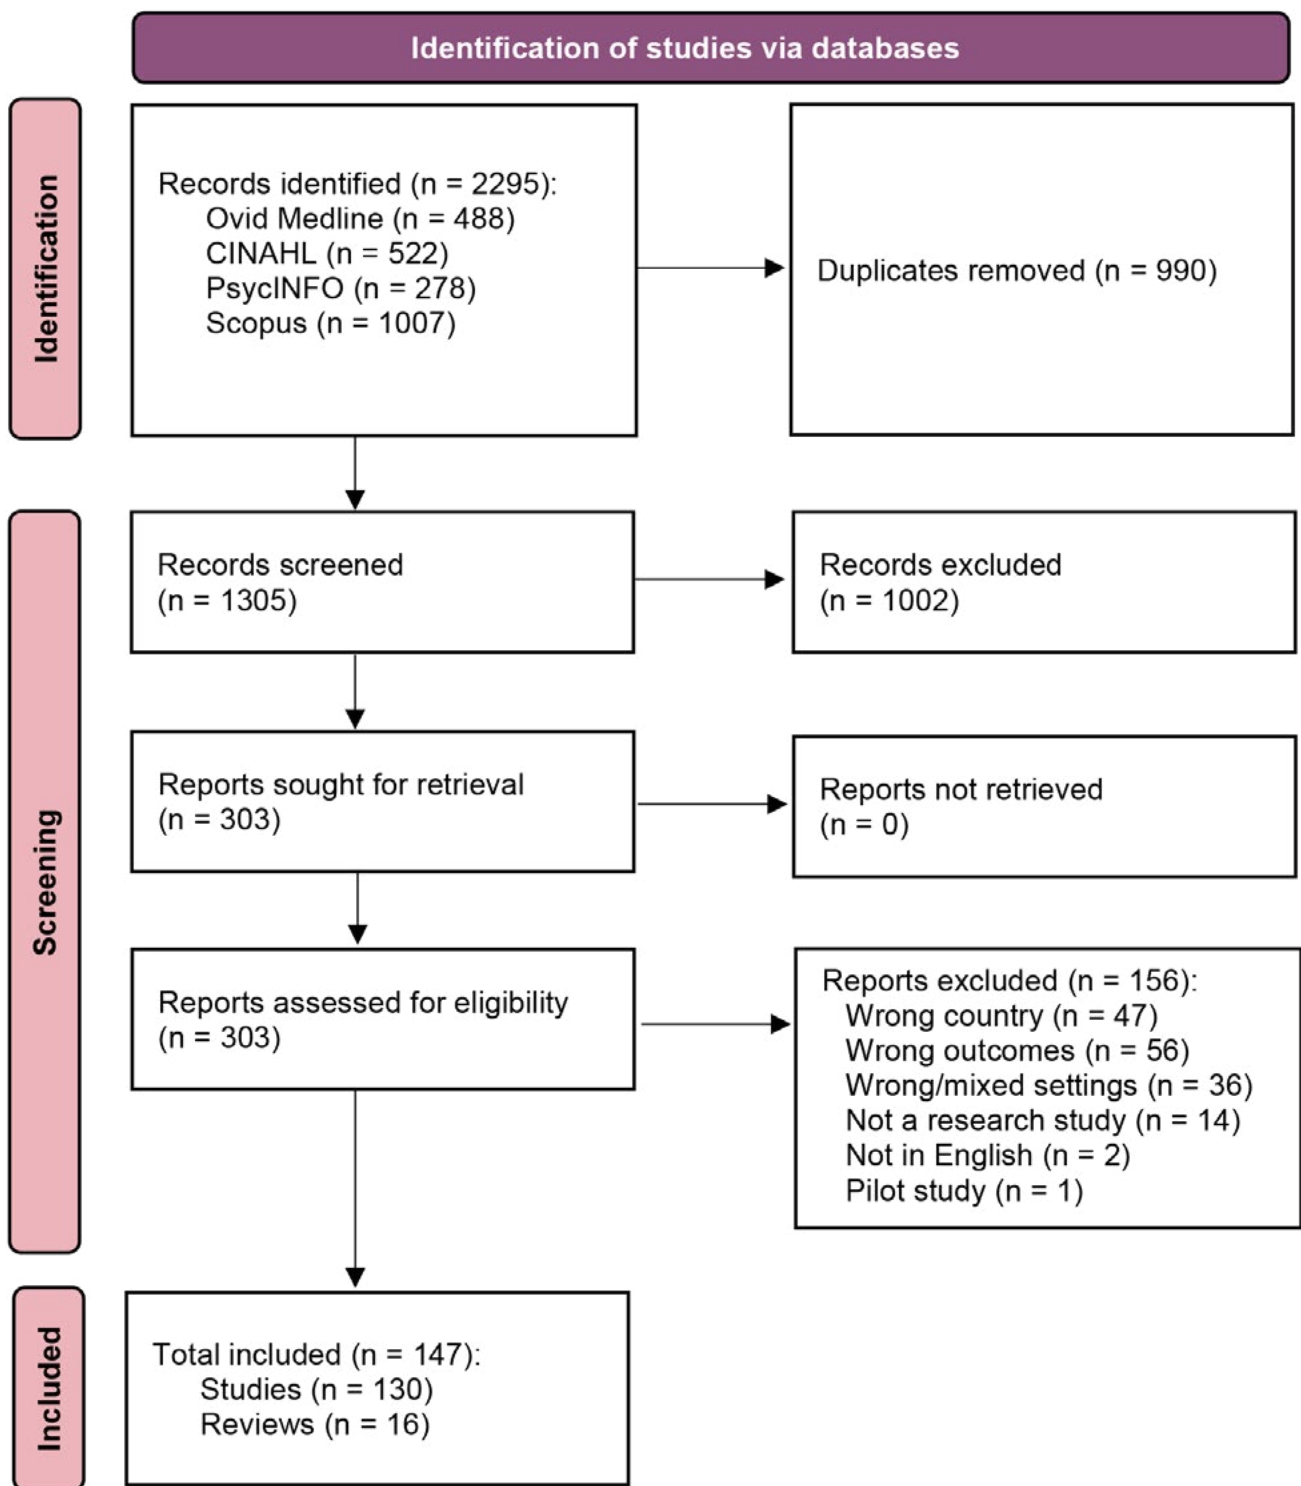 Identification of studies via databases
Identification
Records identified (n = 2295):
Ovid Medline (n = 488)
CINAHL (n = 522)
PsycINFO (n = 278)
Scopus (n = 1007)
Duplicates removed (n = 990)
Screening
Records screened
(n = 1305)
Records excluded
(n = 1002)
Reports sought for retrieval
(n = 303)
Reports not retrieved
(n = 0)
Reports assessed for eligibility
(n = 303)
Reports excluded (n = 156):
Wrong country (n = 47)
Wrong outcomes (n = 56)
Wrong/mixed settings (n = 36)
Not a research study (n = 14)
Not in English (n = 2)
Pilot study (n = 1)
Included
Total included (n = 147):
Studies (n = 130)
Reviews (n = 16)